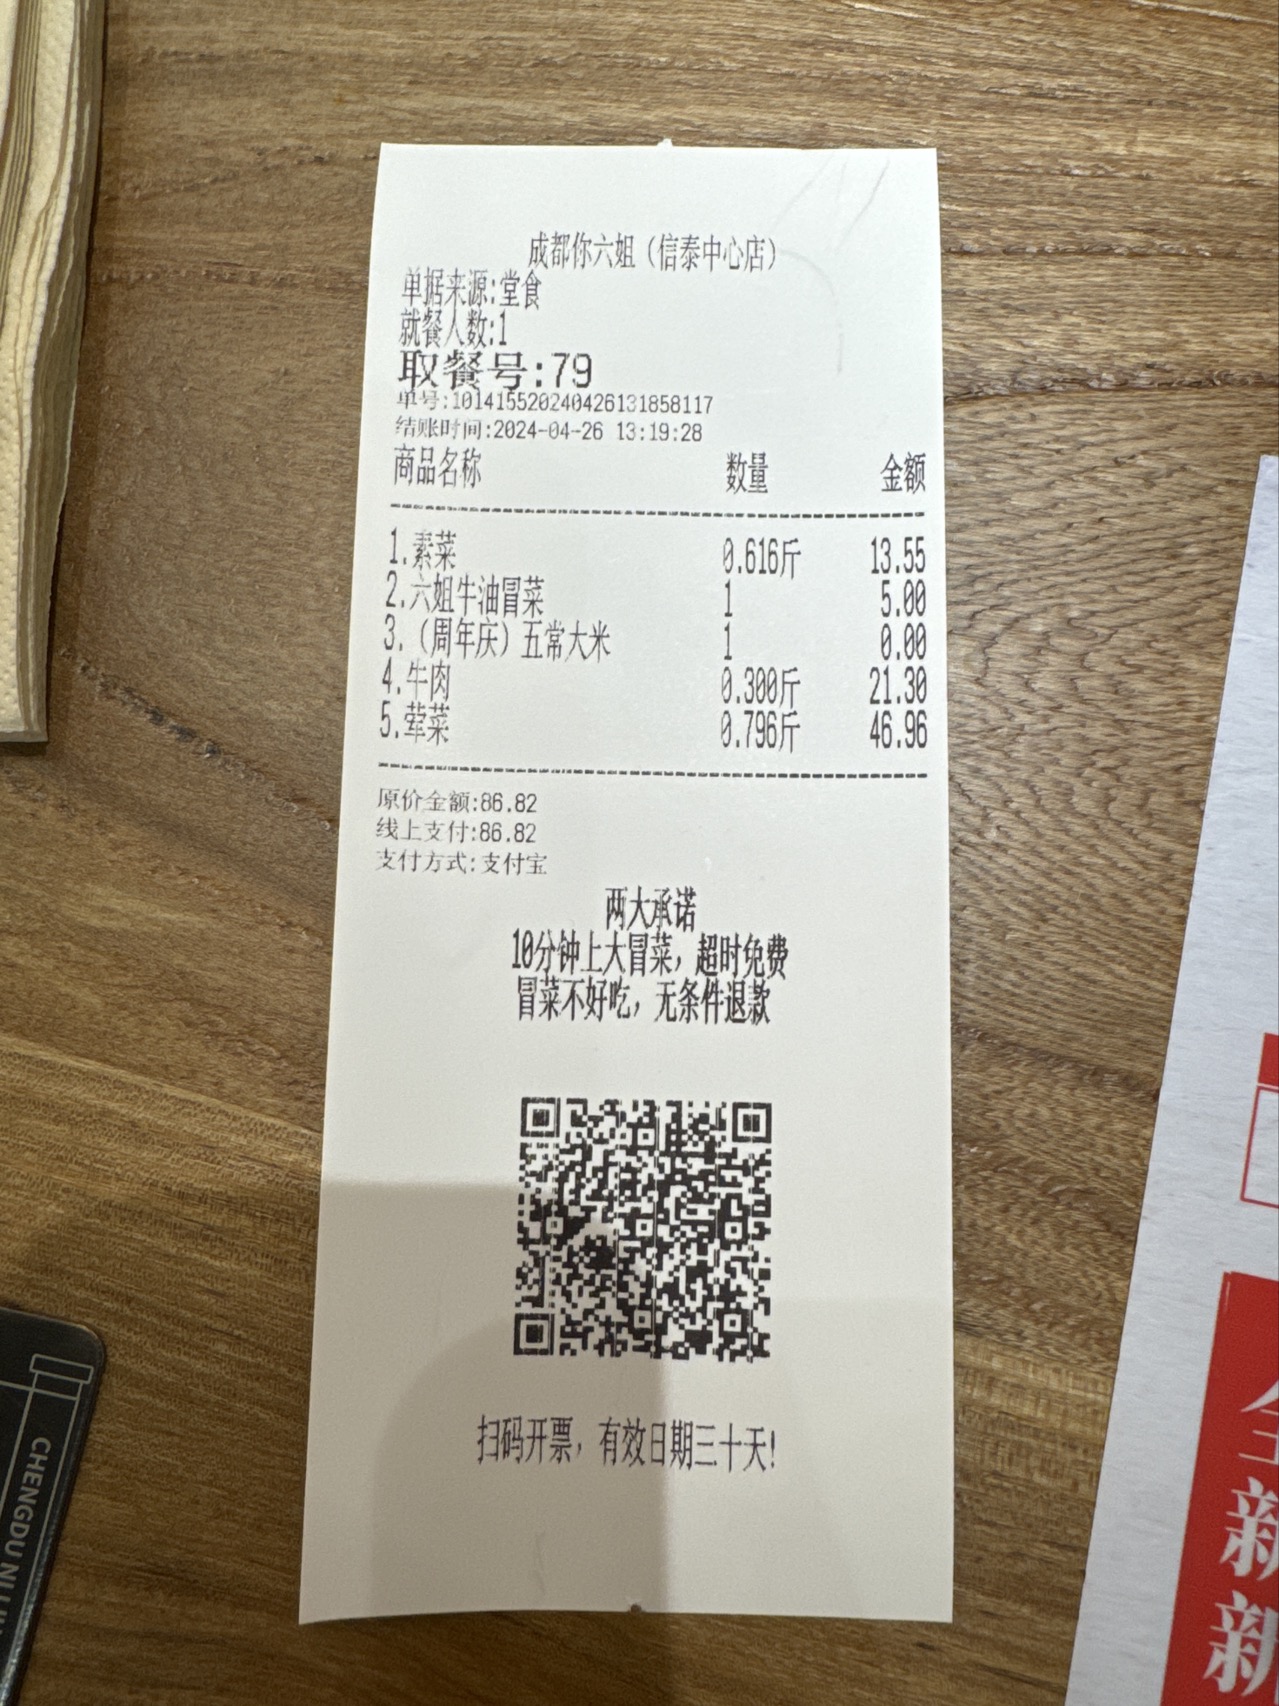 成都你六姐（信泰中心店）
单据来源:堂食
就餐人数:1
取餐号:79
单号:101415520240426131858117
结账时间:2024-04-26 13:19:28
商品名称 数量 金额
1.素菜 0.616斤 13.55
2.六姐牛油冒菜 1 5.00
3.（周年庆）五常大米 1 0.00
4.牛肉 0.300斤 21.30
5.荤菜 0.796斤 46.96
原价金额:86.82
线上支付:86.82
支付方式:支付宝
两大承诺
10分钟上大冒菜，超时免费
冒菜不好吃，无条件退款
扫码开票，有效日期三十天!
CHENGDU NI
新
新